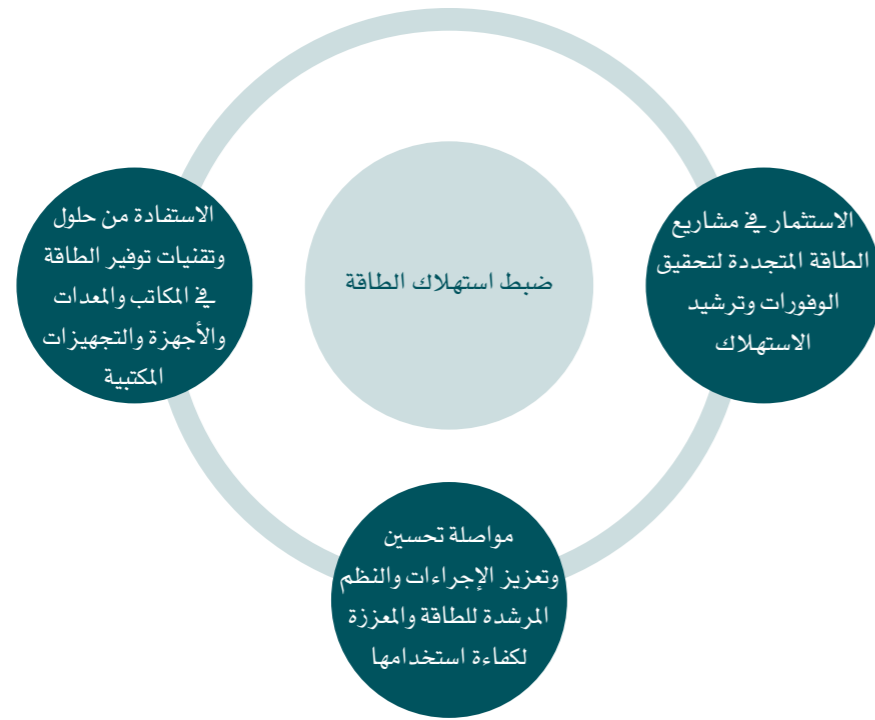 الاستثمار في مشاريع
الطاقة المتجددة لتحقيق
الوفورات وترشيد
الاستهلاك
ضبط استهلاك الطاقة
الاستفادة من حلول
وتقنيات توفير الطاقة
في المكاتب والمعدات
والأجهزة والتجهيزات
المكتبية
مواصلة تحسين
وتعزيز الإجراءات والنظم
المرشدة للطاقة والمعززة
لكفاءة استخدامها